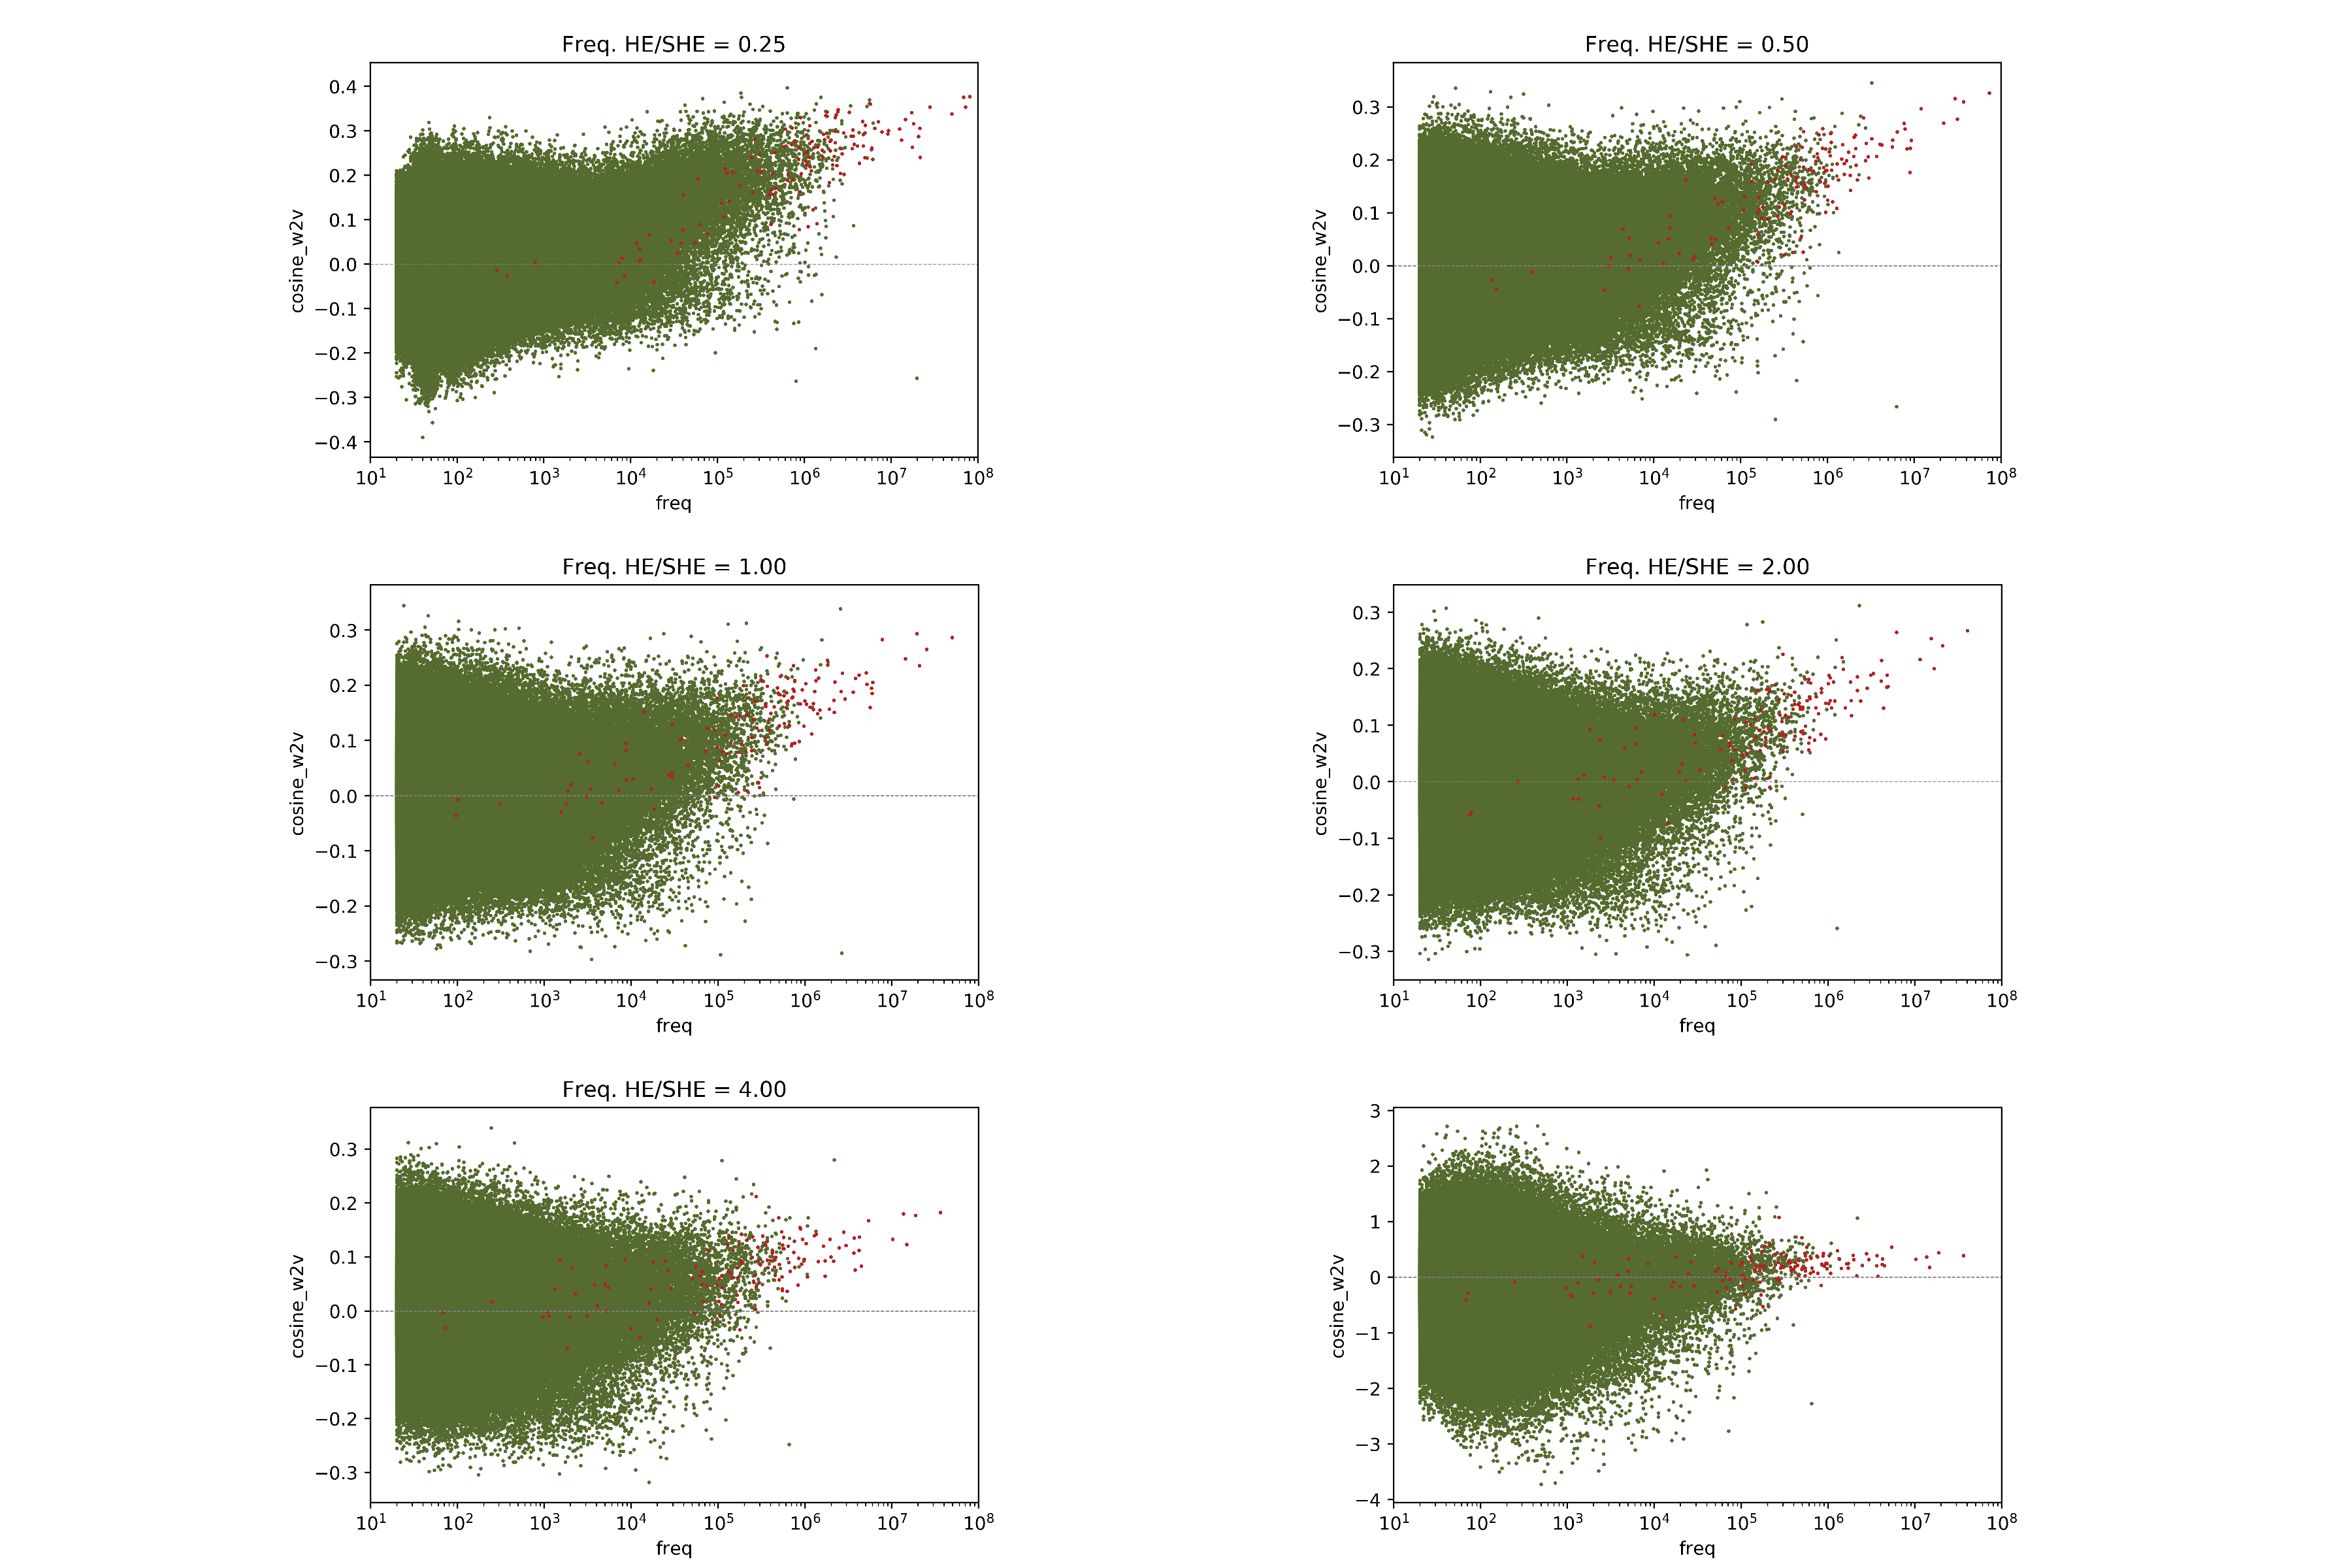 Freq. HE/SHE = 0.25
cosine_w2v
0.4
0.3
0.2
0.1
0.0
−0.1
−0.2
−0.3
−0.4
10¹ 10² 10³ 10⁴ 10⁵ 10⁶ 10⁷ 10⁸
freq
Freq. HE/SHE = 0.50
cosine_w2v
0.3
0.2
0.1
0.0
−0.1
−0.2
−0.3
10¹ 10² 10³ 10⁴ 10⁵ 10⁶ 10⁷ 10⁸
freq
Freq. HE/SHE = 1.00
cosine_w2v
0.3
0.2
0.1
0.0
−0.1
−0.2
−0.3
10¹ 10² 10³ 10⁴ 10⁵ 10⁶ 10⁷ 10⁸
freq
Freq. HE/SHE = 2.00
cosine_w2v
0.3
0.2
0.1
0.0
−0.1
−0.2
−0.3
10¹ 10² 10³ 10⁴ 10⁵ 10⁶ 10⁷ 10⁸
freq
Freq. HE/SHE = 4.00
cosine_w2v
0.3
0.2
0.1
0.0
−0.1
−0.2
−0.3
10¹ 10² 10³ 10⁴ 10⁵ 10⁶ 10⁷ 10⁸
freq
cosine_w2v
3
2
1
0
−1
−2
−3
−4
10¹ 10² 10³ 10⁴ 10⁵ 10⁶ 10⁷ 10⁸
freq